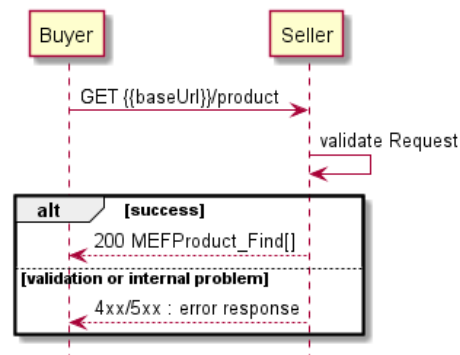 Buyer
Seller
GET {{baseUrl}}/product
validate Request
alt [success]
200 MEFProduct_Find[]
[validation or internal problem]
4xx/5xx : error response